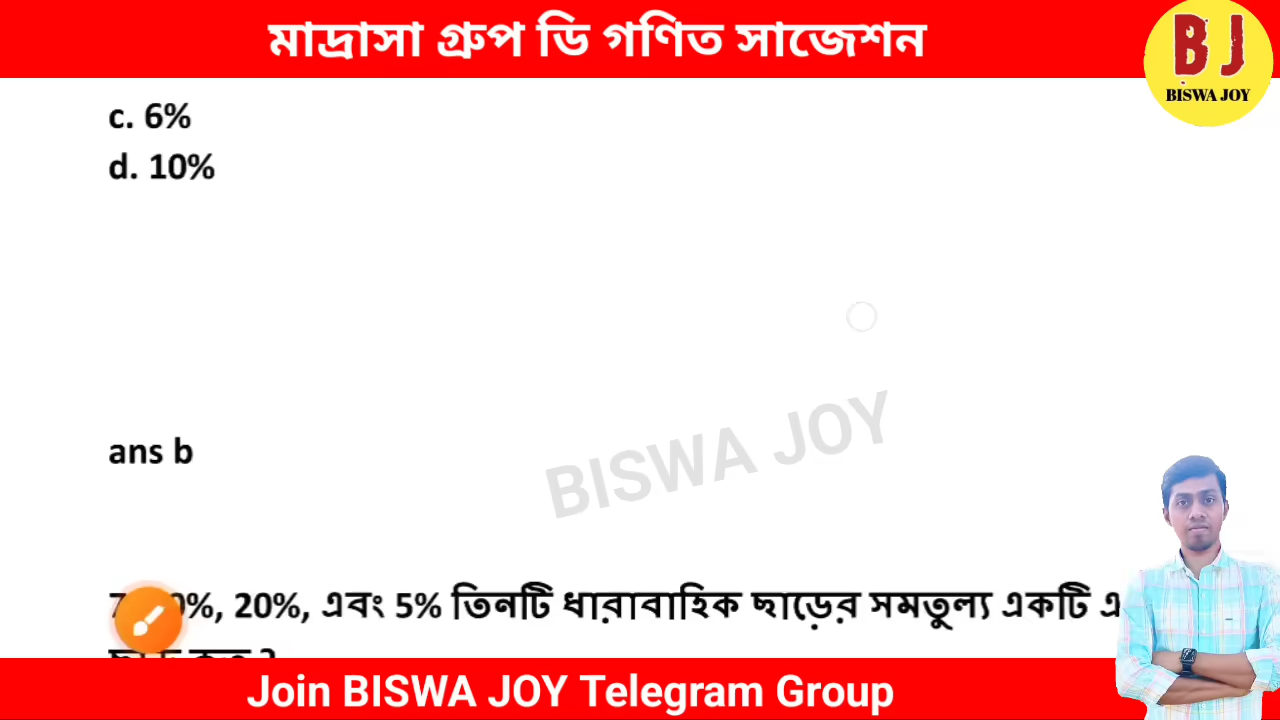 মাদ্রাসা গ্রুপ ডি গণিত সাজেশন
BJ
BISWA JOY
c. 6%
d. 10%
BISWA JOY
ans b
20%, এবং 5% তিনটি ধারাবাহিক ছাড়ের সমতুল্য একটি
Join BISWA JOY Telegram Group